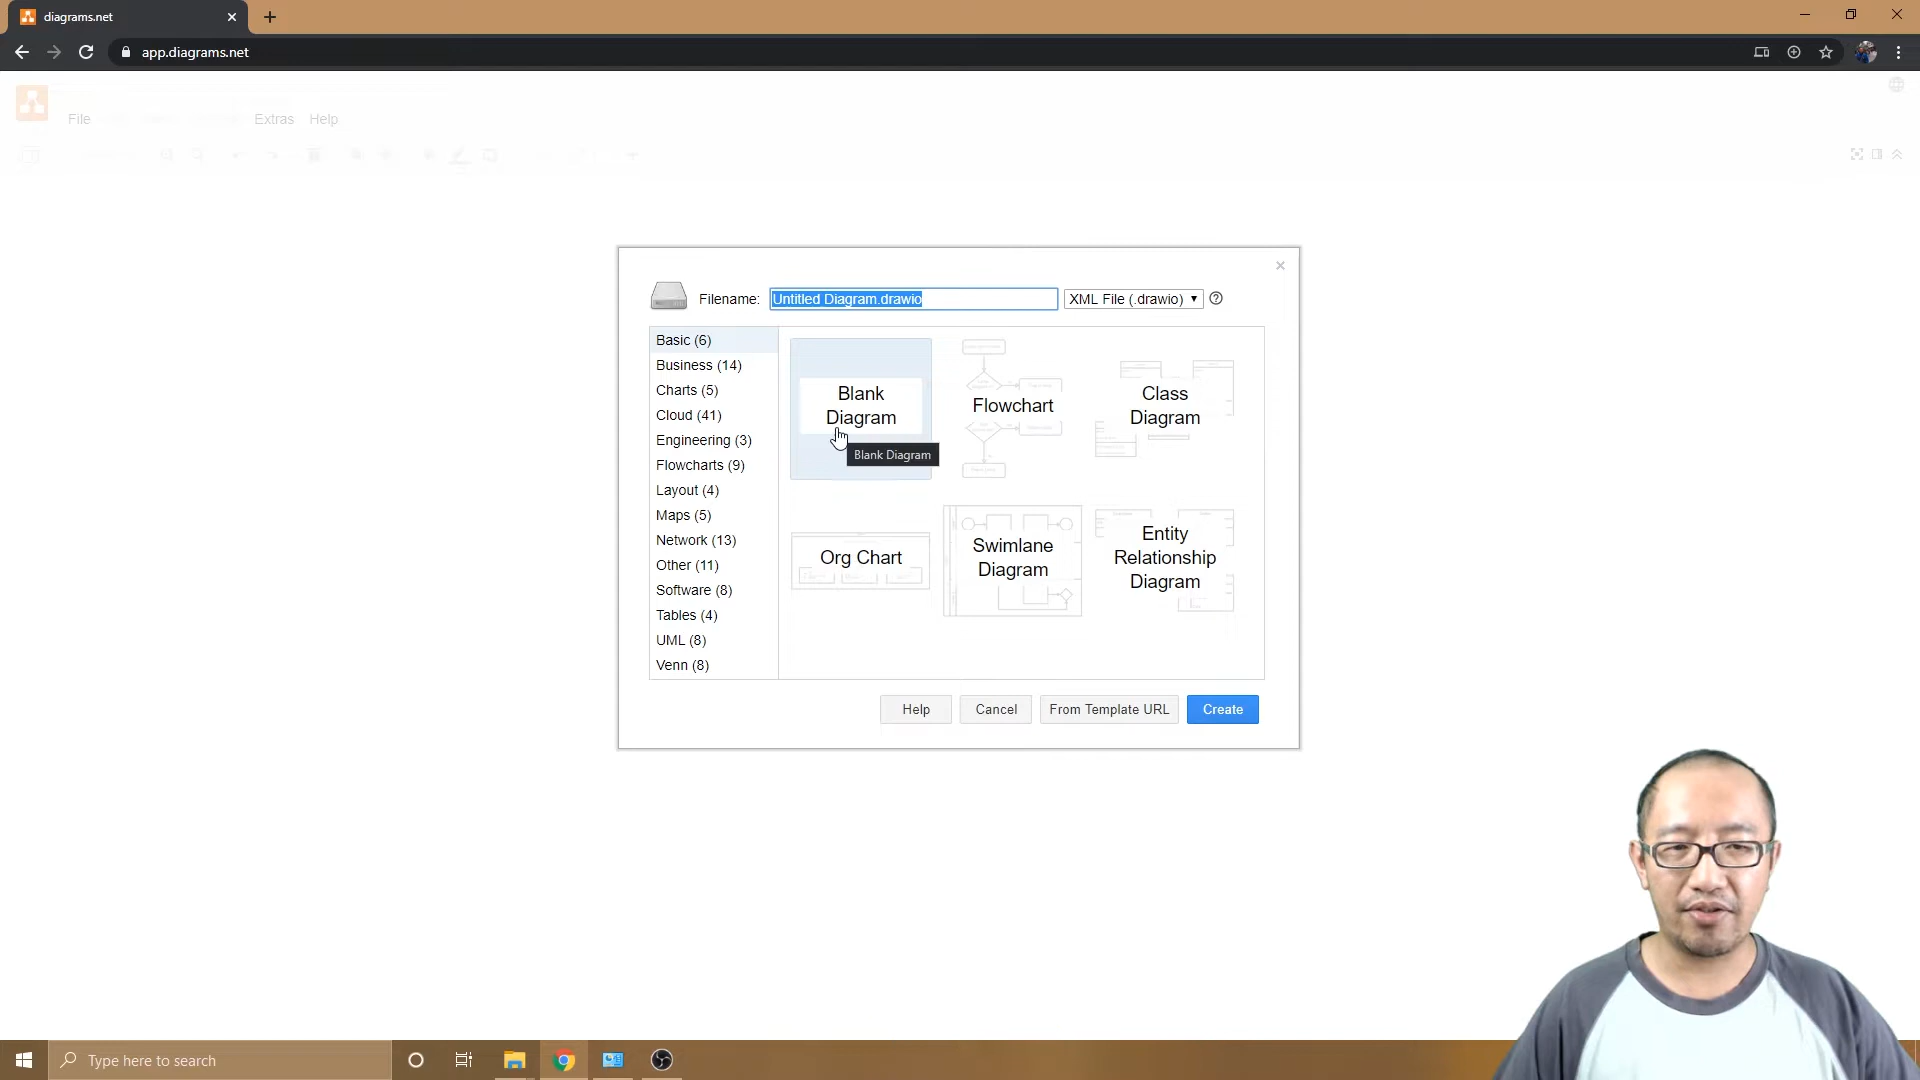 diagrams.net
app.diagrams.net
File
Extras
Help
Filename:
Untitled Diagram.drawio
XML File (.drawio)
Basic (6)
Business (14)
Charts (5)
Cloud (41)
Engineering (3)
Flowcharts (9)
Layout (4)
Maps (5)
Network (13)
Other (11)
Software (8)
Tables (4)
UML (8)
Venn (8)
Blank
Diagram
Blank Diagram
Flowchart
Class
Diagram
Org Chart
Swimlane
Diagram
Entity
Relationship
Diagram
Help
Cancel
From Template URL
Create
Type here to search